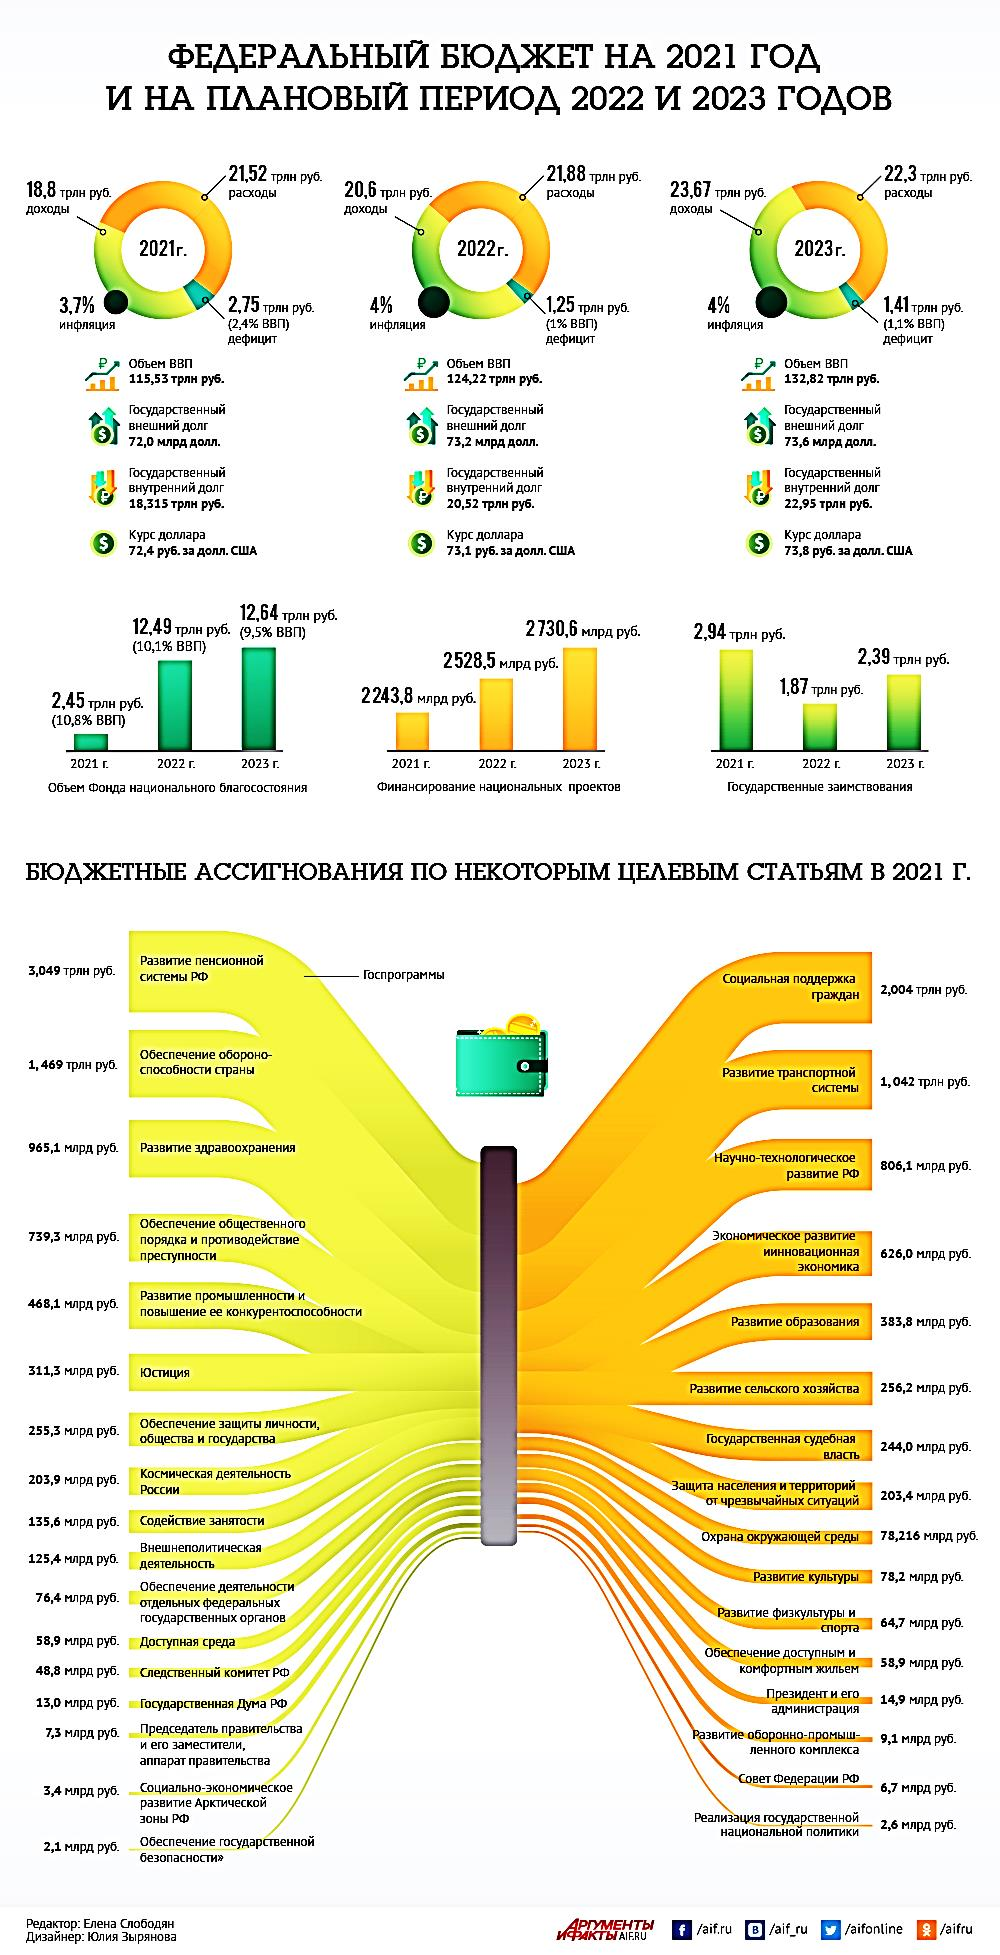 ФЕДЕРАЛЬНЫЙ БЮДЖЕТ НА 2021 ГОД
И НА ПЛАНОВЫЙ ПЕРИОД 2022 И 2023 ГОДОВ
18,8 трлн руб.
доходы
21,52 трлн руб.
расходы
2021г.
3,7%
инфляция
2,75 трлн руб.
(2,4% ВВП)
дефицит
20,6 трлн руб.
доходы
21,88 трлн руб.
расходы
2022г.
4%
инфляция
1,25 трлн руб.
(1% ВВП)
дефицит
23,67 трлн руб.
доходы
22,3 трлн руб.
расходы
2023г.
4%
инфляция
1,41 трлн руб.
(1,1% ВВП)
дефицит
Объем ВВП
115,53 трлн руб.
Государственный
внешний долг
72,0 млрд долл.
Государственный
внутренний долг
18,315 трлн руб.
Курс доллара
72,4 руб. за долл. США
Объем ВВП
124,22 трлн руб.
Государственный
внешний долг
73,2 млрд долл.
Государственный
внутренний долг
20,52 трлн руб.
Курс доллара
73,1 руб. за долл. США
Объем ВВП
132,82 трлн руб.
Государственный
внешний долг
73,6 млрд долл.
Государственный
внутренний долг
22,95 трлн руб.
Курс доллара
73,8 руб. за долл. США
2,45 трлн руб.
(10,8% ВВП)
12,49 трлн руб.
(10,1% ВВП)
12,64 трлн руб.
(9,5% ВВП)
2021 г. 2022 г. 2023 г.
Объем Фонда национального благосостояния
2 243,8 млрд руб.
2 528,5 млрд руб.
2 730,6 млрд руб.
2021 г. 2022 г. 2023 г.
Финансирование национальных проектов
2,94 трлн руб.
1,87 трлн руб.
2,39 трлн руб.
2021 г. 2022 г. 2023 г.
Государственные заимствования
БЮДЖЕТНЫЕ АССИГНОВАНИЯ ПО НЕКОТОРЫМ ЦЕЛЕВЫМ СТАТЬЯМ В 2021 Г.
Госпрограммы
3,049 трлн руб.
Развитие пенсионной
системы РФ
1, 469 трлн руб.
Обеспечение обороно-
способности страны
965,1 млрд руб.
Развитие здравоохранения
739,3 млрд руб.
Обеспечение общественного
порядка и противодействие
преступности
468,1 млрд руб.
Развитие промышленности и
повышение ее конкурентоспособности
311,3 млрд руб.
Юстиция
255,3 млрд руб.
Обеспечение защиты личности,
общества и государства
203,9 млрд руб.
Космическая деятельность
России
135,6 млрд руб.
Содействие занятости
125,4 млрд руб.
Внешнеполитическая
деятельность
76,4 млрд руб.
Обеспечение деятельности
отдельных федеральных
государственных органов
58,9 млрд руб.
Доступная среда
48,8 млрд руб.
Следственный комитет РФ
13,0 млрд руб.
Государственная Дума РФ
7,3 млрд руб.
Председатель правительства
и его заместители,
аппарат правительства
3,4 млрд руб.
Социально-экономическое
развитие Арктической
зоны РФ
2,1 млрд руб.
Обеспечение государственной
безопасности»
Социальная поддержка
граждан
2,004 трлн руб.
Развитие транспортной
системы
1, 042 трлн руб.
Научно-технологическое
развитие РФ
806,1 млрд руб.
Экономическое развитие
иинновационная
экономика
626,0 млрд руб.
Развитие образования
383,8 млрд руб.
Развитие сельского хозяйства
256,2 млрд руб.
Государственная судебная
власть
244,0 млрд руб.
Защита населения и территорий
от чрезвычайных ситуаций
203,4 млрд руб.
Охрана окружающей среды
78,216 млрд руб.
Развитие культуры
78,2 млрд руб.
Развитие физкультуры и
спорта
64,7 млрд руб.
Обеспечение доступным и
комфортным жильем
58,9 млрд руб.
Президент и его
администрация
14,9 млрд руб.
Развитие оборонно-промыш-
ленного комплекса
9,1 млрд руб.
Совет Федерации РФ
6,7 млрд руб.
Реализация государственной
национальной политики
2,6 млрд руб.
Редактор: Елена Слободян
Дизайнер: Юлия Зырянова
АРГУМЕНТЫ
И ФАКТЫ AIF.RU
/aif.ru /aif_ru /aifonline /aifru